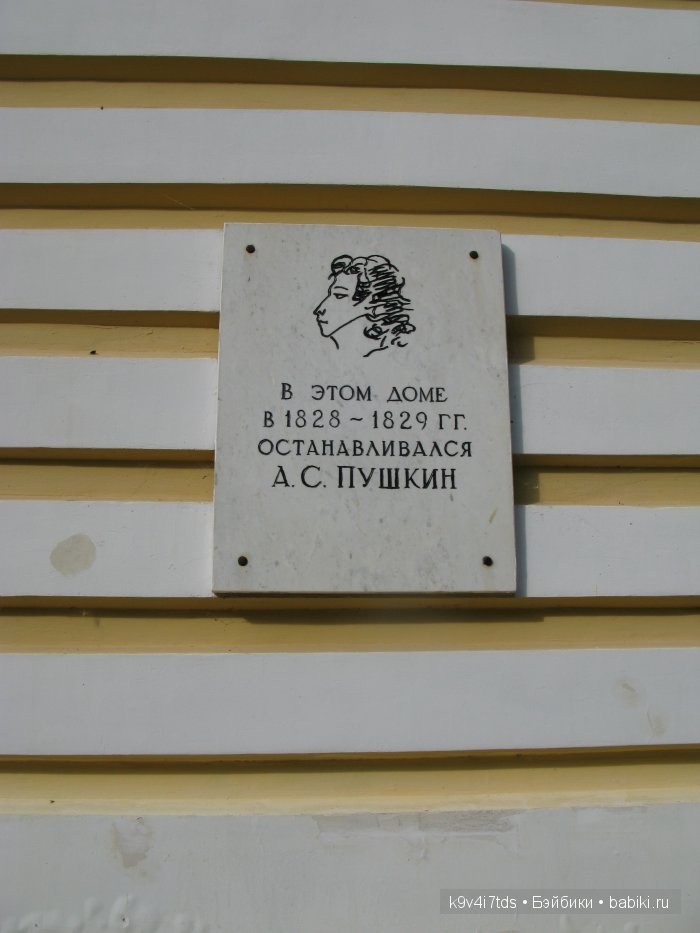 В ЭТОМ ДОМЕ
В 1828 ~ 1829 ГГ.
ОСТАНАВЛИВАЛСЯ
А. С. ПУШКИН
k9v4i7tds • Бэйбики • babiki.ru